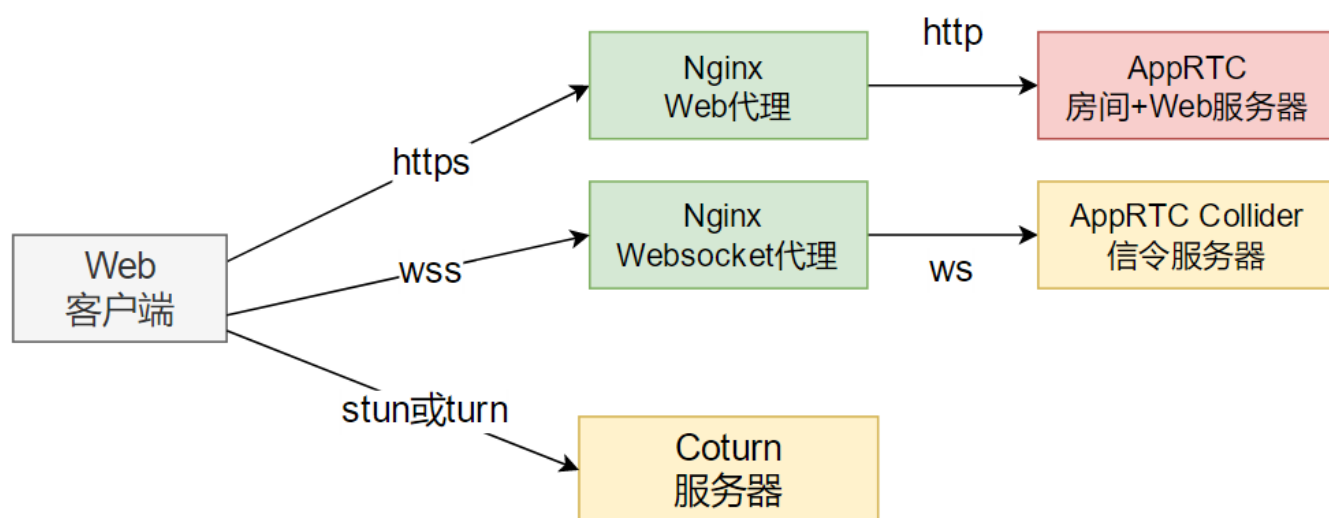 http
Nginx
Web代理
AppRTC
房间+Web服务器
https
Nginx
Websocket代理
AppRTC Collider
信令服务器
wss
ws
Web
客户端
stun或turn
Coturn
服务器